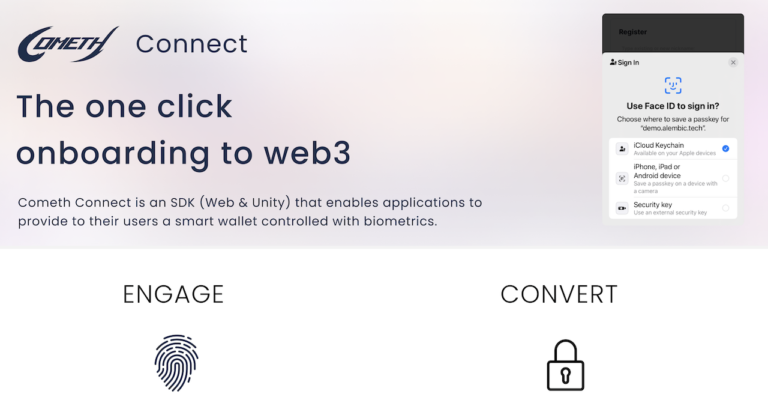 COMETH Connect
The one click
onboarding to web3
Cometh Connect is an SDK (Web & Unity) that enables applications to
provide to their users a smart wallet controlled with biometrics.
Register
Sign In
Use Face ID to sign in?
Choose where to save a passkey for
"demo.alembic.tech".
iCloud Keychain
Available on your Apple devices
iPhone, iPad or
Android device
Save a passkey on a device with
a camera
Security key
Use an external security key
ENGAGE
CONVERT